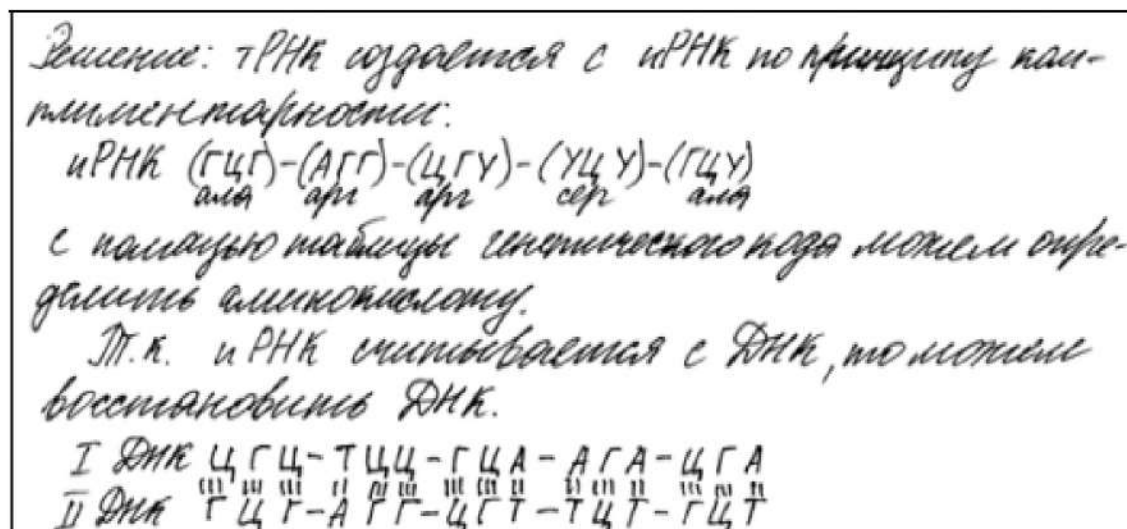 Решение: тРНК создается с иРНК по принципу ком-
плиментарности:
иРНК (ГЦГ)-(АГГ)-(ЦГУ)-(УЦУ)-(ГЦУ)
ала арг арг сер ала
с помощью таблицы генетического кода можем опре-
делить аминокислоту.
Т.к. иРНК считывается с ДНК, то можем
восстановить ДНК.
I ДНК ЦГЦ-ТЦЦ-ГЦА-АГА-ЦГА
II ДНК ГЦГ-АГГ-ЦГТ-ТЦТ-ГЦТ